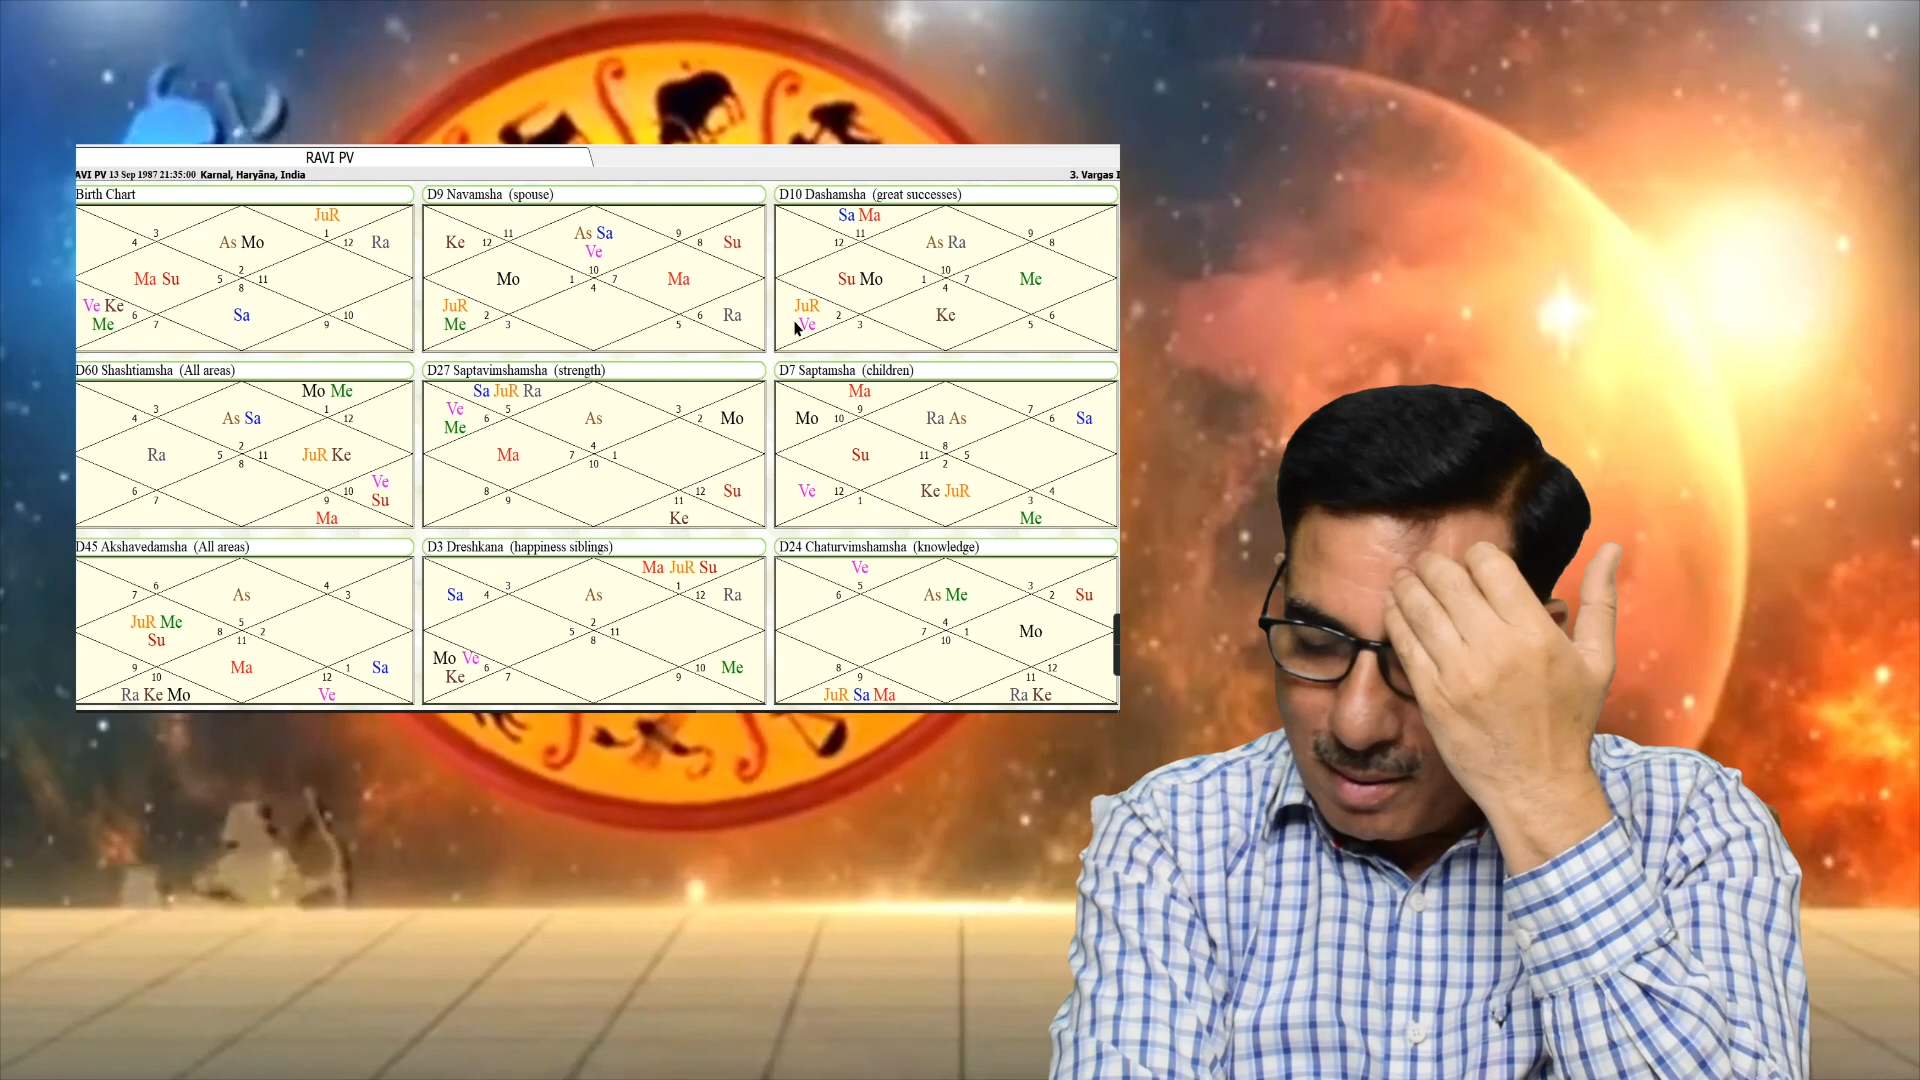 RAVI PV
AVI PV 13 Sep 1987 21:35:00 Karnal, Haryāna, India 3. Vargas I
Birth Chart
JuR
3 1
4 As Mo 12 Ra
2
Ma Su 5 11
8
Ve Ke
Me 6 Sa 10
7 9
D9 Navamsha (spouse)
11 As Sa 9
Ke 12 Ve 8 Su
10
Mo 1 7 Ma
4
JuR
Me 2 6 Ra
3 5
D10 Dashamsha (great successes)
Sa Ma
11 9
12 As Ra 8
10
Su Mo 1 7 Me
4
JuR
Ve 2 Ke 6
3 5
D60 Shashtiamsha (All areas)
Mo Me
3 1
4 As Sa 12
2
Ra 5 11 JuR Ke
8
Ve
6 10 Su
7 9
Ma
D27 Saptavimshamsha (strength)
Sa JuR Ra
Ve 5 3
Me 6 As 2 Mo
4
Ma 7 1
10
8 12 Su
9 11
Ke
D7 Saptamsha (children)
Ma
9 7
Mo 10 Ra As 6 Sa
8
Su 11 5
2
Ve 12 Ke JuR 4
1 3
Me
D45 Akshavedamsha (All areas)
6 4
7 As 3
JuR Me 5
Su 8 2
11
9 Ma 1 Sa
10 12
Ra Ke Mo Ve
D3 Dreshkana (happiness siblings)
Ma JuR Su
3 1
Sa 4 As 12 Ra
2
5 11
8
Mo Ve
Ke 6 10 Me
7 9
D24 Chaturvimshamsha (knowledge)
Ve
5 3
6 As Me 2 Su
4
7 1 Mo
10
8 12
9 11
JuR Sa Ma Ra Ke